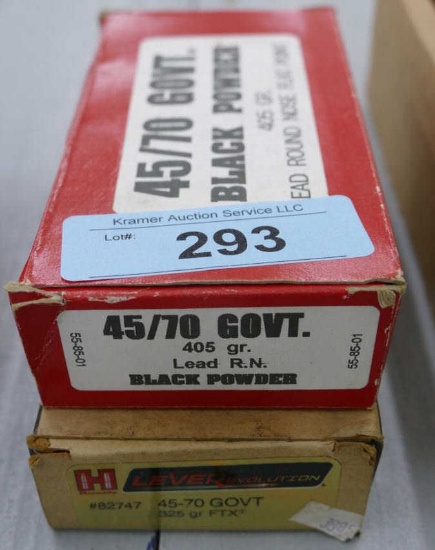 45/70 GOVT.
BLACK POWDER
405 GR.
LEAD ROUND NOSE FLAT POINT
Kramer Auction Service LLC
Lot#:
293
55-85-01
45/70 GOVT.
405 gr.
Lead R.N.
BLACK POWDER
55-85-01
H LEVERevolution
#82747 45-70 GOVT
325 gr FTX®